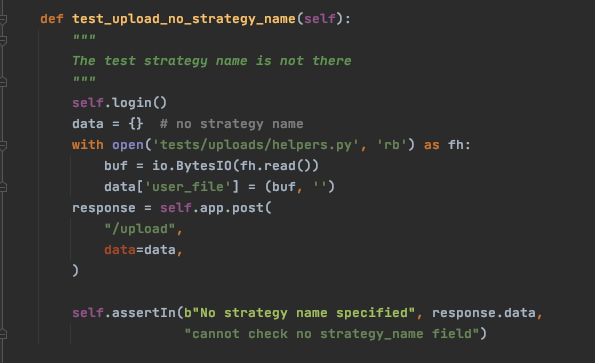 def test_upload_no_strategy_name(self):
    """
    The test strategy name is not there
    """
    self.login()
    data = {}  # no strategy name
    with open('tests/uploads/helpers.py', 'rb') as fh:
        buf = io.BytesIO(fh.read())
        data['user_file'] = (buf, '')
    response = self.app.post(
        "/upload",
        data=data,
    )

    self.assertIn(b"No strategy name specified", response.data,
                  "cannot check no strategy_name field")